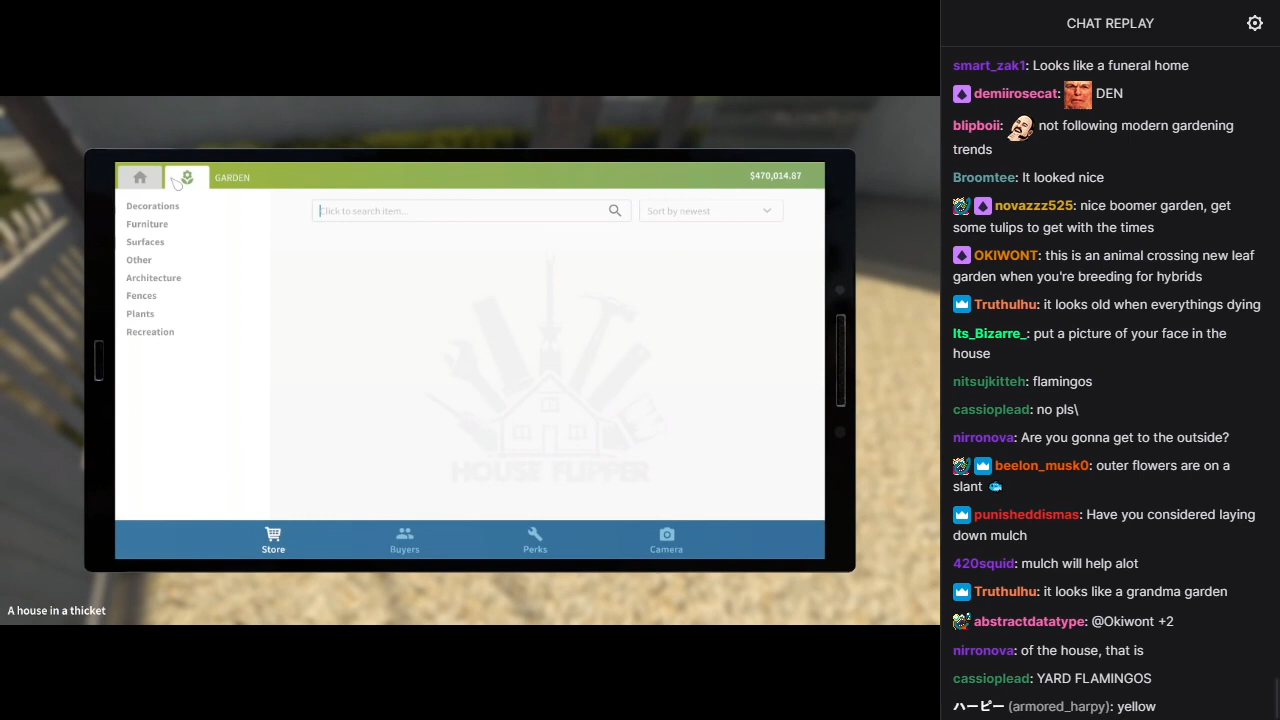 CHAT REPLAY
smart_zak1: Looks like a funeral home
demiirosecat: DEN
blipboii: not following modern gardening
trends
Broomtee: It looked nice
novazzz525: nice boomer garden, get
some tulips to get with the times
OKIWONT: this is an animal crossing new leaf
garden when you're breeding for hybrids
Truthulhu: it looks old when everythings dying
Its_Bizarre_: put a picture of your face in the
house
nitsujkitteh: flamingos
cassioplead: no pls\
nirronova: Are you gonna get to the outside?
beelon_musk0: outer flowers are on a
slant
punisheddismas: Have you considered laying
down mulch
420squid: mulch will help alot
Truthulhu: it looks like a grandma garden
abstractdatatype: @Okiwont +2
nirronova: of the house, that is
cassioplead: YARD FLAMINGOS
ハーピー (armored_harpy): yellow
GARDEN
$470,014.87
Decorations
Furniture
Surfaces
Other
Architecture
Fences
Plants
Recreation
Click to search item...
Sort by newest
HOUSE FLIPPER
Store
Buyers
Perks
Camera
A house in a thicket